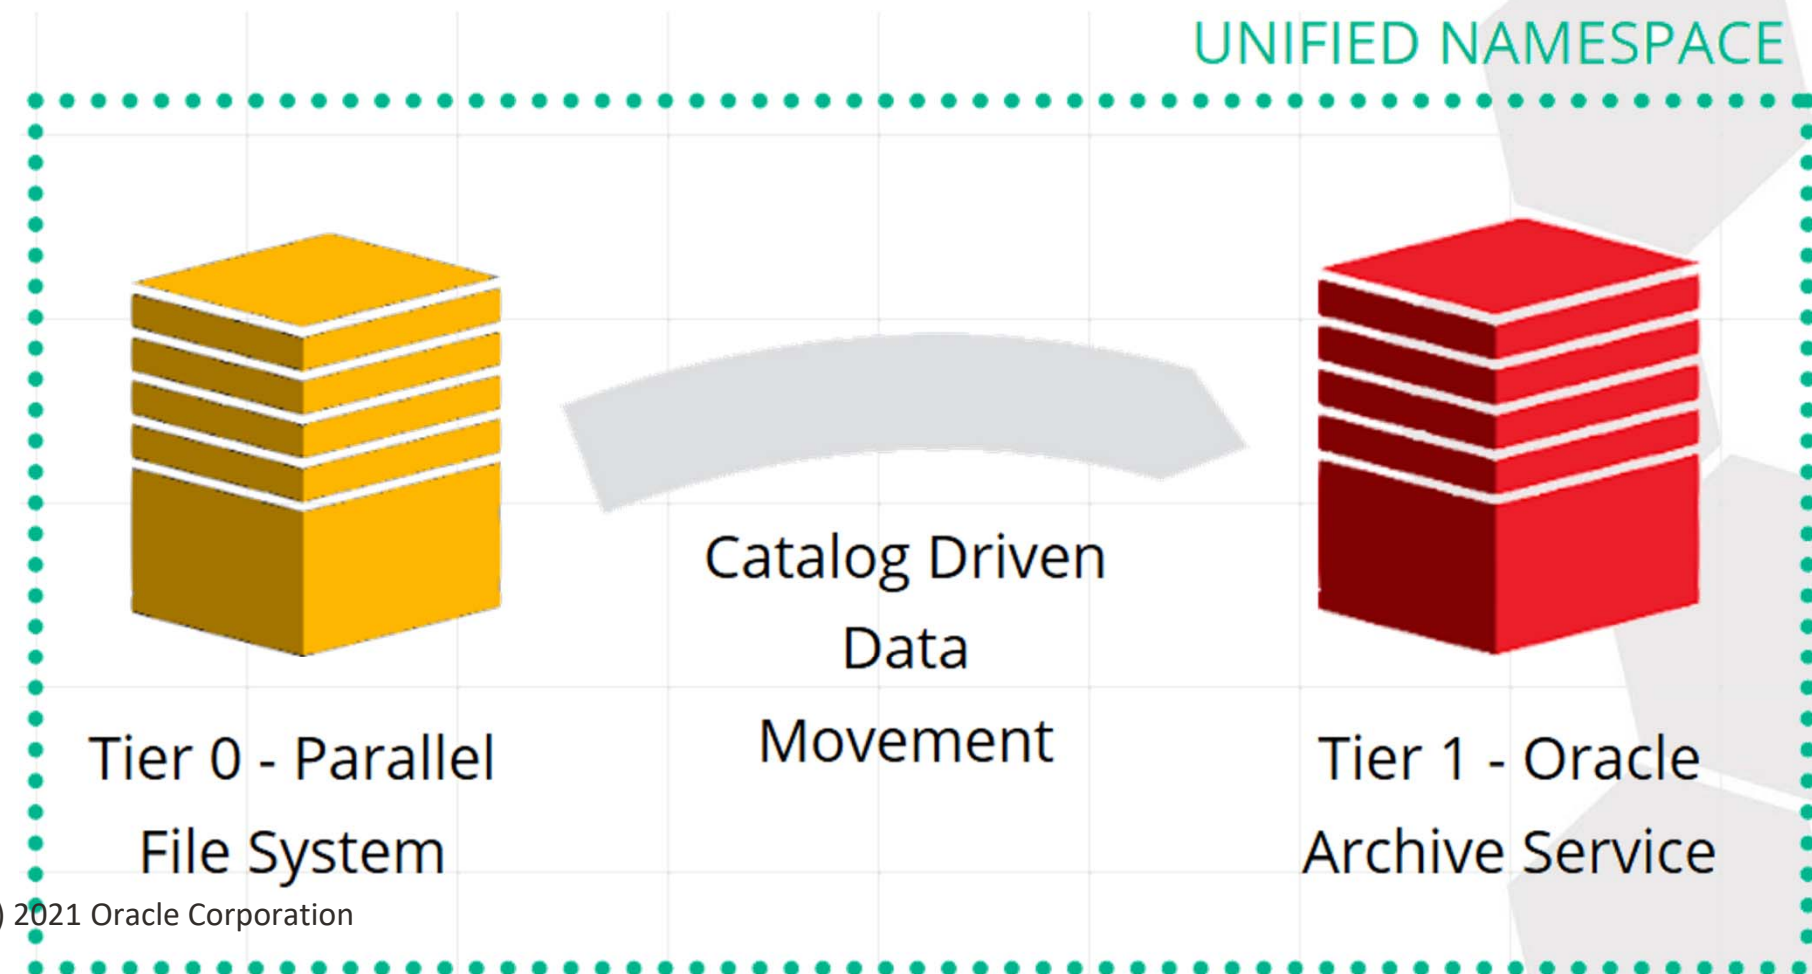 UNIFIED NAMESPACE
Catalog Driven
Data
Movement
Tier 0 - Parallel
File System
Tier 1 - Oracle
Archive Service
) 2021 Oracle Corporation